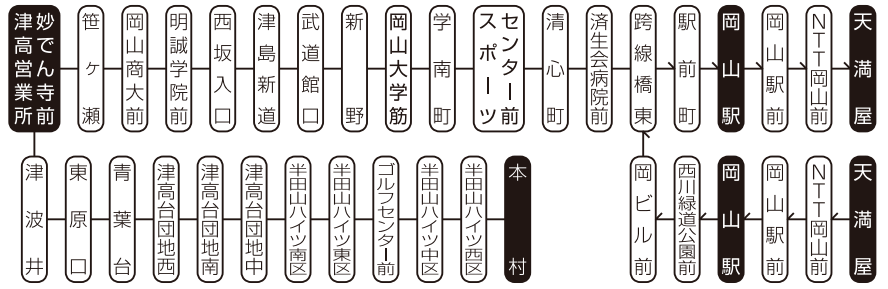 妙でん寺前
津高営業所
笹ヶ瀬
岡山商大前
明誠学院前
西坂入口
津島新道
武道館口
新野
岡山大学筋
学南町
センター前
スポーツ
清心町
済生会病院前
跨線橋東
駅前町
岡山駅
岡山駅前
NTT岡山前
天満屋
津波井
東原口
青葉台
津高台団地西
津高台団地南
津高台団地中
半田山ハイツ南区
半田山ハイツ東区
ゴルフセンター前
半田山ハイツ中区
半田山ハイツ西区
本村
岡ビル前
西川緑道公園前
岡山駅
岡山駅前
NTT岡山前
天満屋